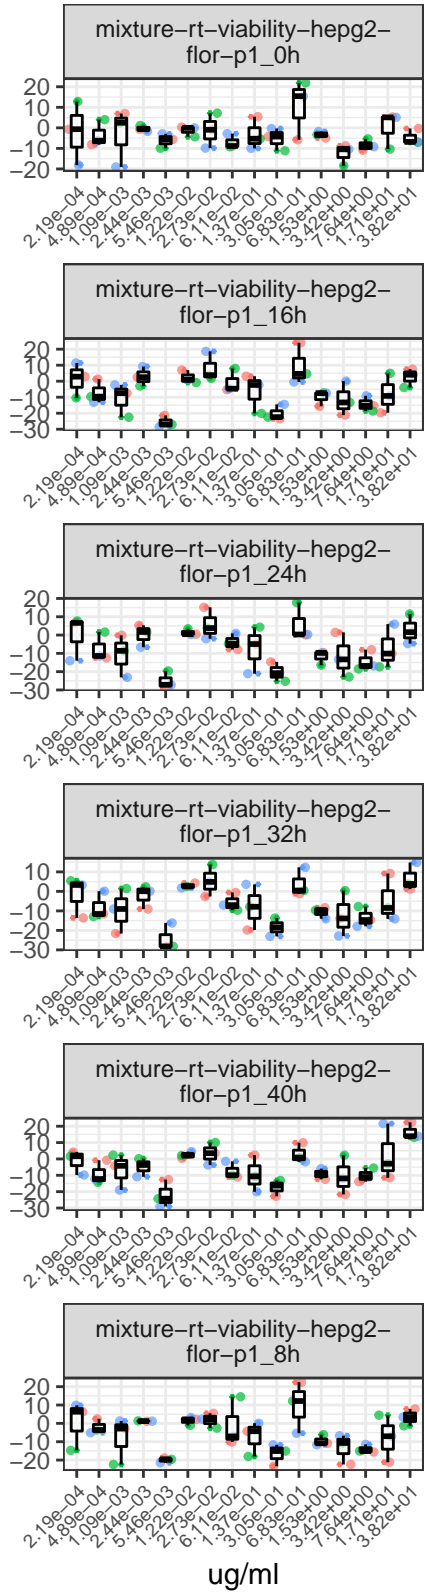 mixture−rt−viability−hepg2−
flor−p1_0h
20
10
0
−10
−20
2.19e−04
4.89e−04
1.09e−03
2.44e−03
5.46e−03
1.22e−02
2.73e−02
6.11e−02
1.37e−01
3.05e−01
6.83e−01
1.53e+00
3.42e+00
7.64e+00
1.71e+01
3.82e+01
mixture−rt−viability−hepg2−
flor−p1_16h
20
10
0
−10
−20
−30
2.19e−04
4.89e−04
1.09e−03
2.44e−03
5.46e−03
1.22e−02
2.73e−02
6.11e−02
1.37e−01
3.05e−01
6.83e−01
1.53e+00
3.42e+00
7.64e+00
1.71e+01
3.82e+01
mixture−rt−viability−hepg2−
flor−p1_24h
20
10
0
−10
−20
−30
2.19e−04
4.89e−04
1.09e−03
2.44e−03
5.46e−03
1.22e−02
2.73e−02
6.11e−02
1.37e−01
3.05e−01
6.83e−01
1.53e+00
3.42e+00
7.64e+00
1.71e+01
3.82e+01
mixture−rt−viability−hepg2−
flor−p1_32h
10
0
−10
−20
−30
2.19e−04
4.89e−04
1.09e−03
2.44e−03
5.46e−03
1.22e−02
2.73e−02
6.11e−02
1.37e−01
3.05e−01
6.83e−01
1.53e+00
3.42e+00
7.64e+00
1.71e+01
3.82e+01
mixture−rt−viability−hepg2−
flor−p1_40h
20
10
0
−10
−20
−30
2.19e−04
4.89e−04
1.09e−03
2.44e−03
5.46e−03
1.22e−02
2.73e−02
6.11e−02
1.37e−01
3.05e−01
6.83e−01
1.53e+00
3.42e+00
7.64e+00
1.71e+01
3.82e+01
mixture−rt−viability−hepg2−
flor−p1_8h
20
10
0
−10
−20
2.19e−04
4.89e−04
1.09e−03
2.44e−03
5.46e−03
1.22e−02
2.73e−02
6.11e−02
1.37e−01
3.05e−01
6.83e−01
1.53e+00
3.42e+00
7.64e+00
1.71e+01
3.82e+01
ug/ml